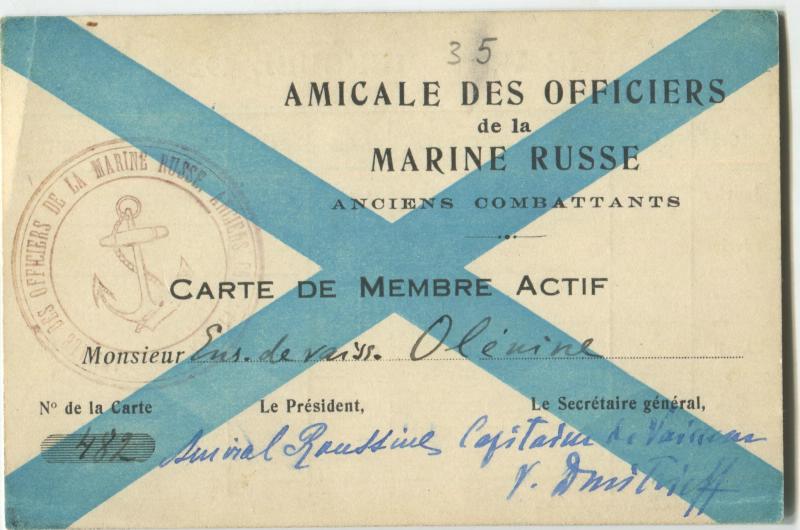 35
AMICALE DES OFFICIERS
de la
MARINE RUSSE
ANCIENS COMBATTANTS
DES OFFICIERS DE LA MARINE RUSSE, ANCIENS
CARTE DE MEMBRE ACTIF
Monsieur Ens. de vaiss. Olénine
N° de la Carte Le Président, Le Secrétaire général,
482 Amiral Roussine Capitaine de Vaisseau
V. Dmitrieff